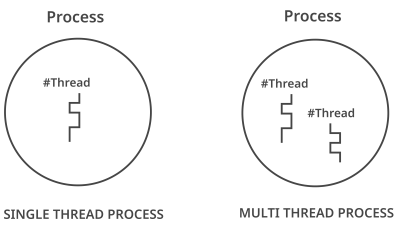 Process
#Thread
SINGLE THREAD PROCESS
Process
#Thread
#Thread
MULTI THREAD PROCESS